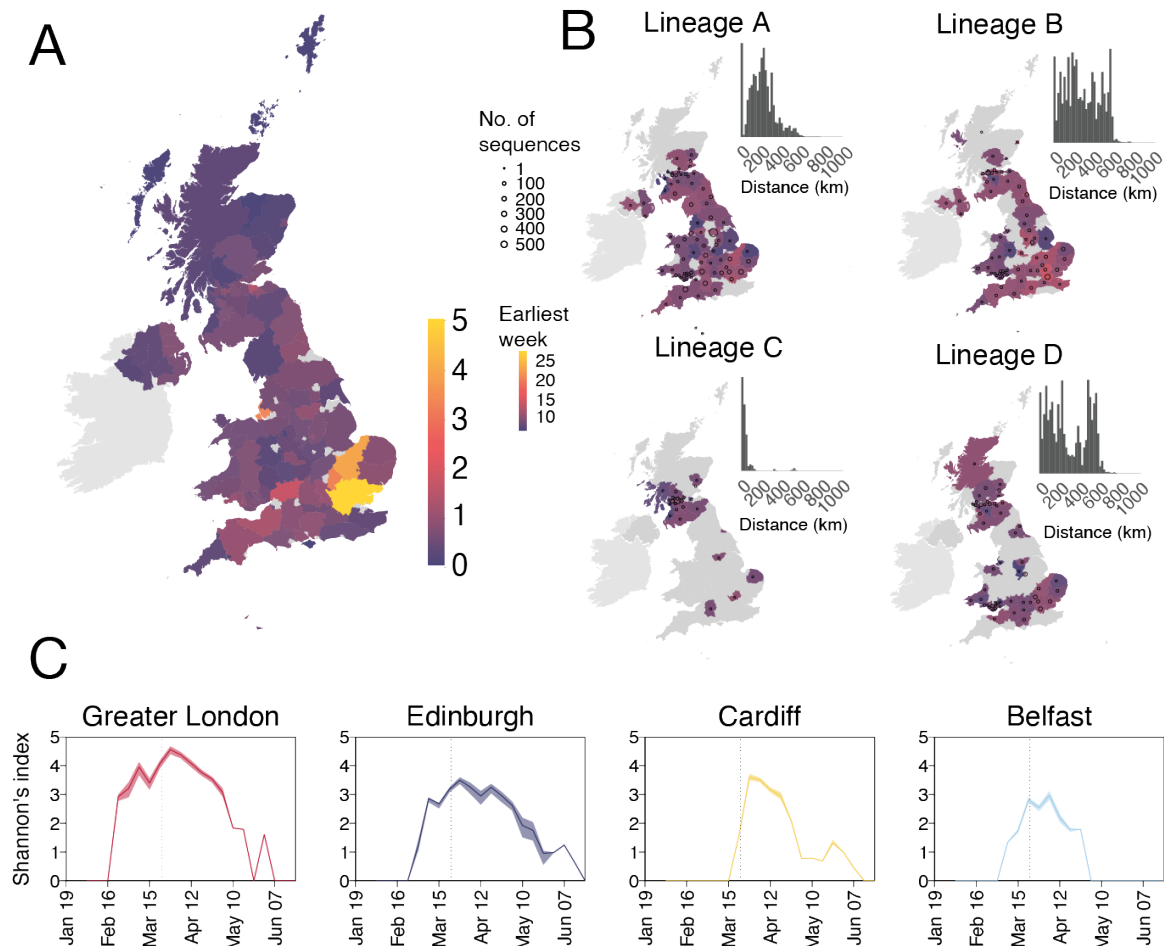 A
No. of
sequences
1
100
200
300
400
500
5
4
3
2
1
0
Earliest
week
25
20
15
10
B
Lineage A
0
200
400
600
800
1000
Distance (km)
Lineage B
0
200
400
600
800
1000
Distance (km)
Lineage C
0
200
400
600
800
1000
Distance (km)
Lineage D
0
200
400
600
800
1000
Distance (km)
C
Shannon's index
Greater London
5
4
3
2
1
0
Jan 19
Feb 16
Mar 15
Apr 12
May 10
Jun 07
Edinburgh
5
4
3
2
1
0
Jan 19
Feb 16
Mar 15
Apr 12
May 10
Jun 07
Cardiff
5
4
3
2
1
0
Jan 19
Feb 16
Mar 15
Apr 12
May 10
Jun 07
Belfast
5
4
3
2
1
0
Jan 19
Feb 16
Mar 15
Apr 12
May 10
Jun 07